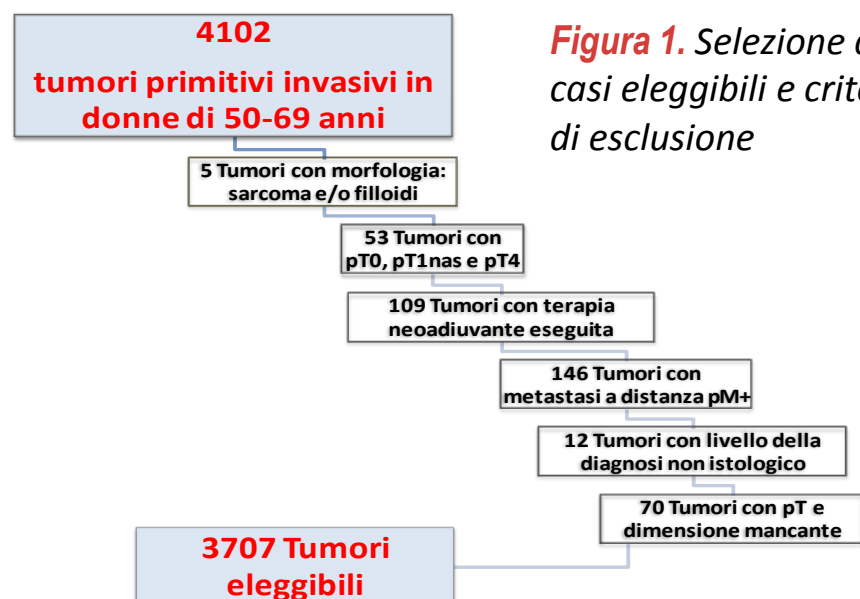 4102
tumori primitivi invasivi in
donne di 50-69 anni
Figura 1. Selezione
casi eleggibili e
di esclusione
5 Tumori con morfologia:
sarcoma e/o filloidi
53 Tumori con
pT0, pT1nas e pT4
109 Tumori con terapia
neoadiuvante eseguita
146 Tumori con
metastasi a distanza pM+
12 Tumori con livello della
diagnosi non istologico
70 Tumori con pT e
dimensione mancante
3707 Tumori
eleggibili